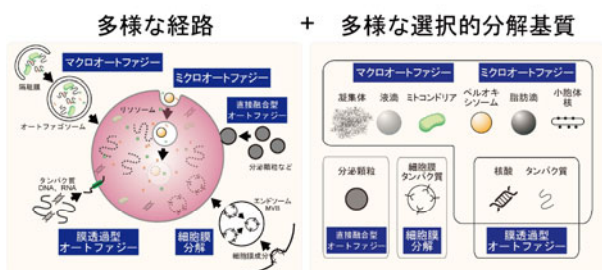 多様な経路 + 多様な選択的分解基質
マクロオートファジー
ミクロオートファジー
隔離膜
オートファゴソーム
リソソーム
直接融合型
オートファジー
分泌顆粒など
タンパク質
DNA, RNA
エンドソーム
MVB
膜透過型
オートファジー
細胞膜
分解
細胞膜成分
マクロオートファジー
ミクロオートファジー
凝集体
液滴
ミトコンドリア
ペルオキ
シソーム
脂肪滴
小胞体
核
分泌顆粒
細胞膜
タンパク質
核酸
タンパク質
直接融合型
オートファジー
細胞膜
分解
膜透過型
オートファジー